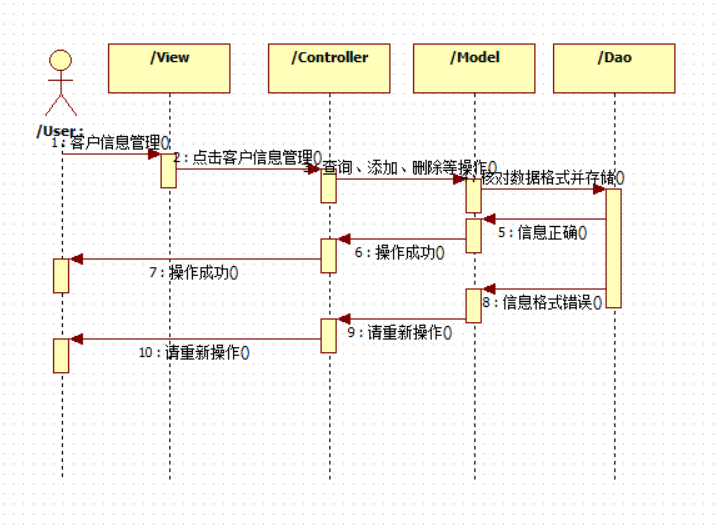 /View
/Controller
/Model
/Dao
/User :
1 : 客户信息管理()
2 : 点击客户信息管理()
3 : 查询、添加、删除等操作()
4 : 核对数据格式并存储()
5 : 信息正确()
6 : 操作成功()
7 : 操作成功()
8 : 信息格式错误()
9 : 请重新操作()
10 : 请重新操作()